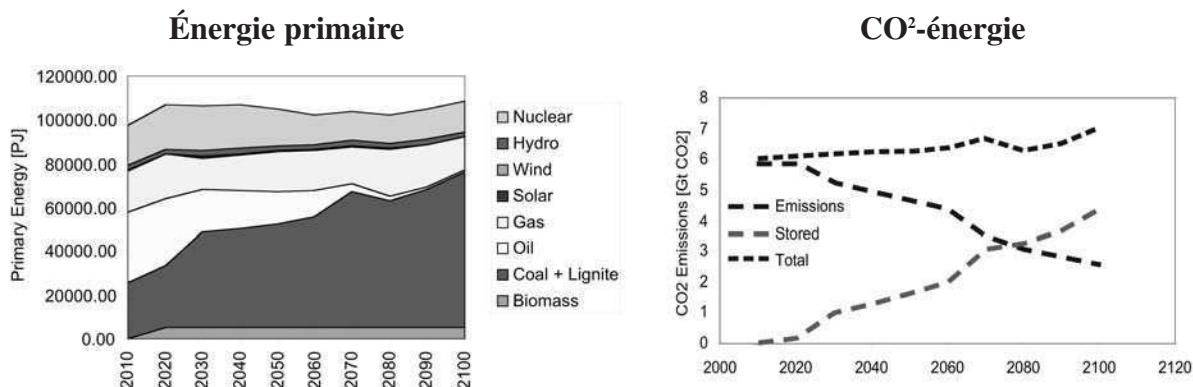 Énergie primaire
120000.00
100000.00
80000.00
60000.00
40000.00
20000.00
0.00
Primary Energy [PJ]
2010
2020
2030
2040
2050
2060
2070
2080
2090
2100
Nuclear
Hydro
Wind
Solar
Gas
Oil
Coal + Lignite
Biomass
CO²-énergie
8
7
6
5
4
3
2
1
0
CO2 Emissions [Gt CO2]
Emissions
Stored
Total
2000
2020
2040
2060
2080
2100
2120